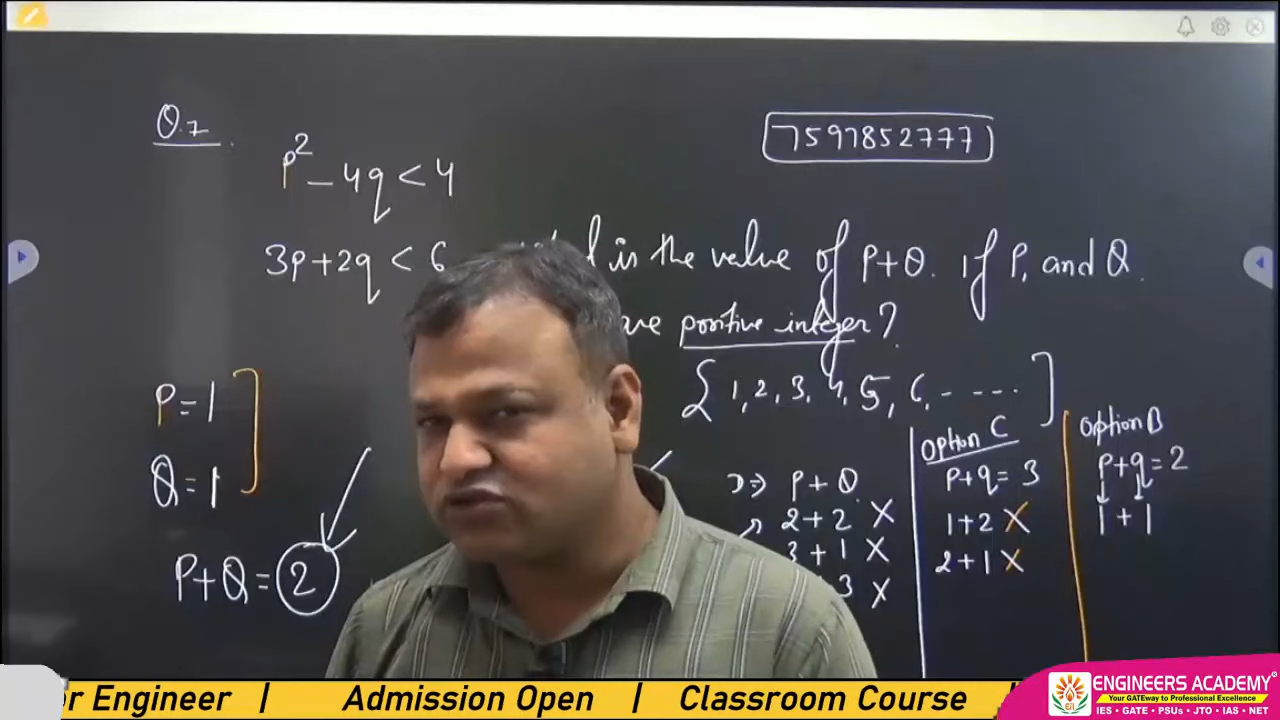 Q.7
7597852777
P² - 4q < 4
3p+2q < 6 is the value of P+Q. if P, and Q
are positive integer?
{1, 2, 3, 4, 5, 6, - - ....}
P=1
Q=1
P+Q=2
P+Q
2+2 X
3+1 X
3 X
Option C
P+q=3
1+2 X
2+1 X
Option B
P+q=2
1+1
er Engineer | Admission Open | Classroom Course |
ENGINEERS ACADEMY
Your GATEway to Professional Excellence
IES • GATE • PSUs • JTO • IAS • NET